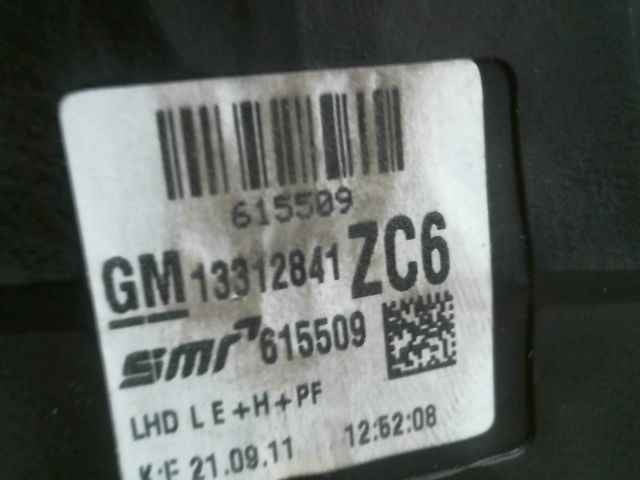 615509
GM 13312841 ZC6
smr 615509
LHD L E+H+PF
K:F 21.09.11 12:52:08